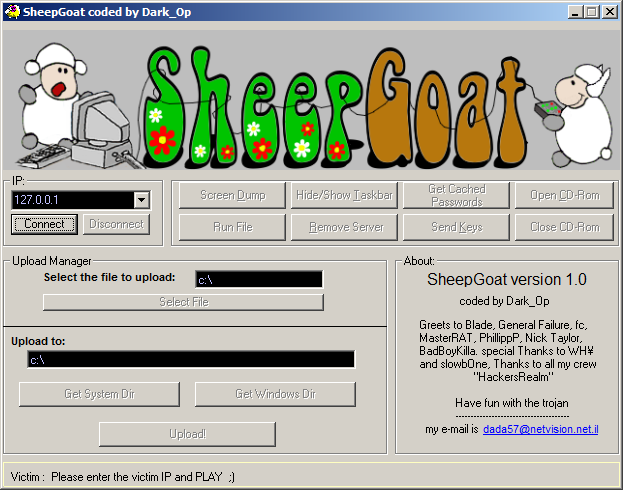 SheepGoat coded by Dark_Op
SheepGoat
IP:
127.0.0.1
Connect Disconnect
Screen Dump Hide/Show Taskbar Get Cached Passwords Open CD-Rom
Run File Remove Server Send Keys Close CD-Rom
Upload Manager
Select the file to upload: c:\
Select File
Upload to:
c:\
Get System Dir Get Windows Dir
Upload!
About:
SheepGoat version 1.0
coded by Dark_Op
Greets to Blade, General Failure, fc,
MasterRAT, PhillippP, Nick Taylor,
BadBoyKilla. special Thanks to WH¥
and slowbOne, Thanks to all my crew
"HackersRealm"
Have fun with the trojan
-------------------------------------
my e-mail is dada57@netvision.net.il
Victim : Please enter the victim IP and PLAY ;)